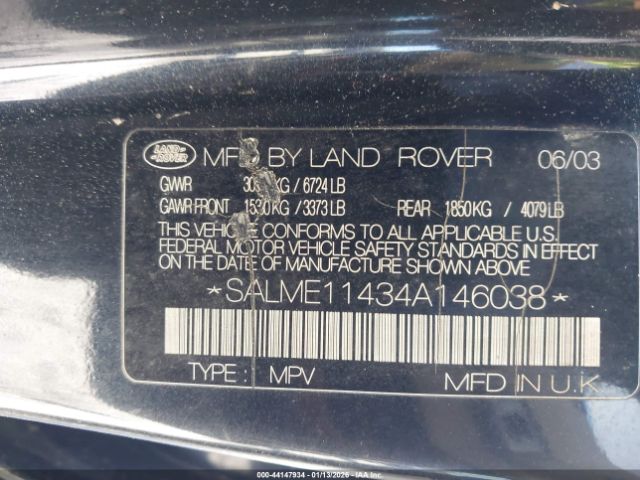 LAND-
ROVER
MFD BY LAND ROVER 06/03
GVWR KG / 6724 LB
GAWR FRONT 1530 KG / 3373 LB REAR 1850 KG / 4079 LB
THIS VEHICLE CONFORMS TO ALL APPLICABLE U.S.
FEDERAL MOTOR VEHICLE SAFETY STANDARDS IN EFFECT
ON THE DATE OF MANUFACTURE SHOWN ABOVE
*SALME11434A146038*
TYPE : MPV MFD IN U.K
000-44147934 - 01/13/2026 - IAA Inc.